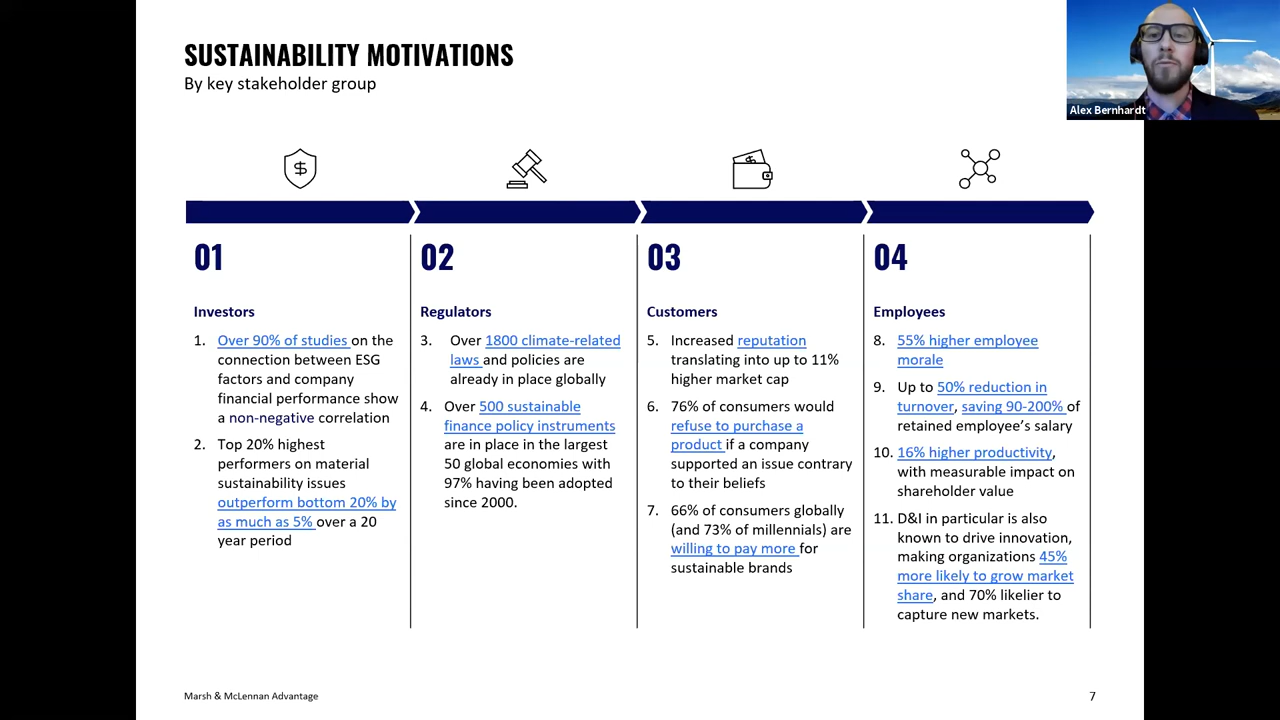 SUSTAINABILITY MOTIVATIONS
By key stakeholder group
Alex Bernhardt
01
Investors
1. Over 90% of studies on the
connection between ESG
factors and company
financial performance show
a non-negative correlation
2. Top 20% highest
performers on material
sustainability issues
outperform bottom 20% by
as much as 5% over a 20
year period
02
Regulators
3. Over 1800 climate-related
laws and policies are
already in place globally
4. Over 500 sustainable
finance policy instruments
are in place in the largest
50 global economies with
97% having been adopted
since 2000.
03
Customers
5. Increased reputation
translating into up to 11%
higher market cap
6. 76% of consumers would
refuse to purchase a
product if a company
supported an issue contrary
to their beliefs
7. 66% of consumers globally
(and 73% of millennials) are
willing to pay more for
sustainable brands
04
Employees
8. 55% higher employee
morale
9. Up to 50% reduction in
turnover, saving 90-200% of
retained employee's salary
10. 16% higher productivity,
with measurable impact on
shareholder value
11. D&I in particular is also
known to drive innovation,
making organizations 45%
more likely to grow market
share, and 70% likelier to
capture new markets.
Marsh & McLennan Advantage
7